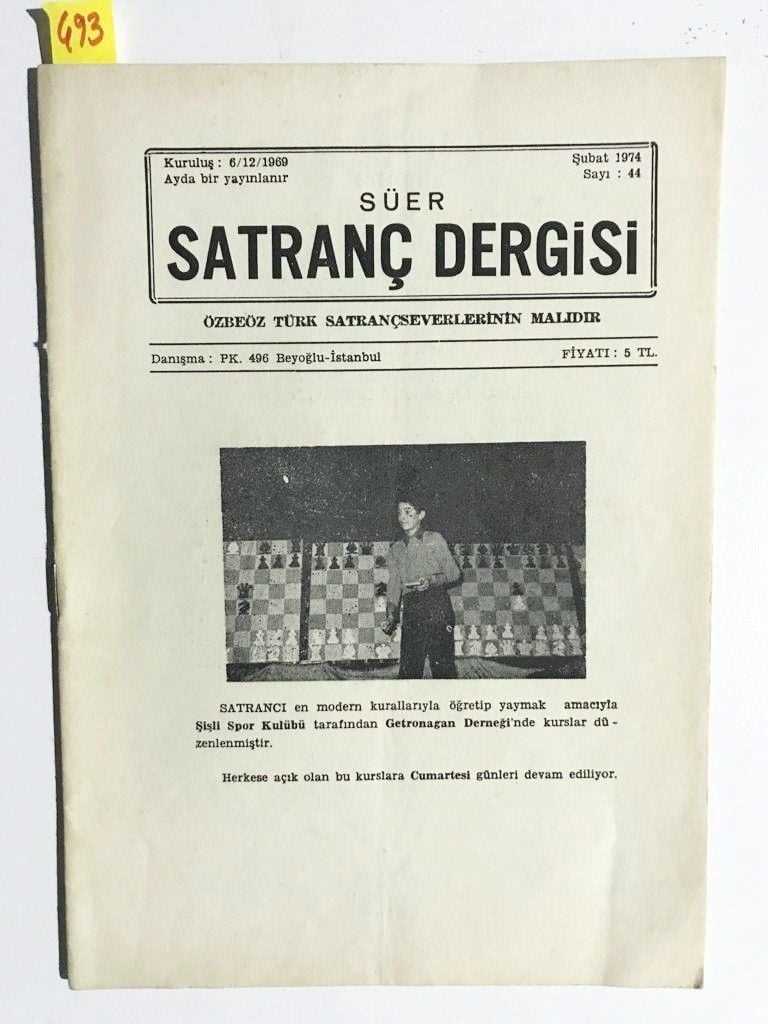 493
Kuruluş : 6/12/1969
Ayda bir yayınlanır
Şubat 1974
Sayı : 44
SÜER
SATRANÇ DERGİSİ
ÖZBEÖZ TÜRK SATRANÇSEVERLERİNİN MALIDIR
Danışma : PK. 496 Beyoğlu-İstanbul
FİYATI : 5 TL.
SATRANCI en modern kurallarıyla öğretip yaymak amacıyla
Şişli Spor Kulübü tarafından Getronagan Derneği'nde kurslar dü -
zenlenmiştir.
Herkese açık olan bu kurslara Cumartesi günleri devam ediliyor.